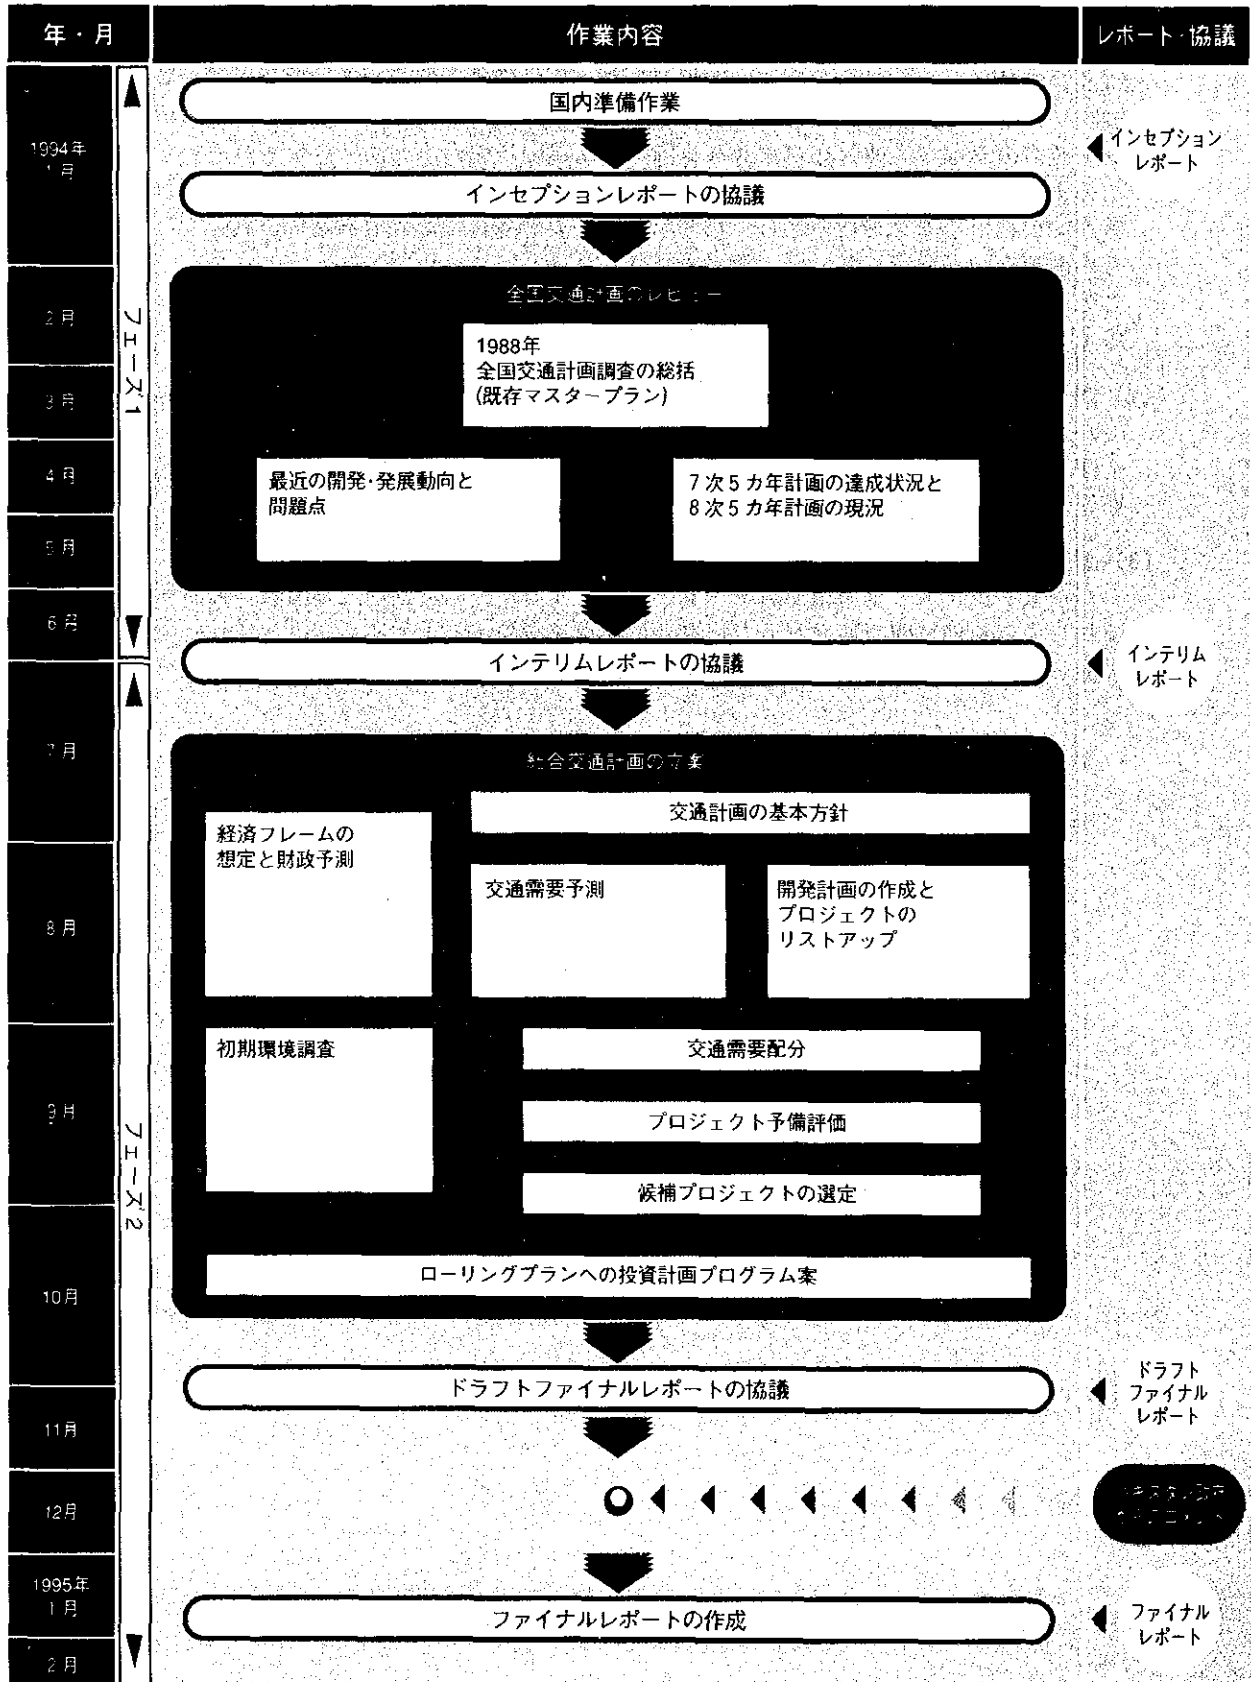 年・月
作業内容
レポート・協議
1994年
1月
国内準備作業
インセプション
レポート
インセプションレポートの協議
2月
3月
4月
5月
6月
フェーズ1
全国交通計画のレビュー
1988年
全国交通計画調査の総括
(既存マスタープラン)
最近の開発・発展動向と
問題点
7次5カ年計画の達成状況と
8次5カ年計画の現況
インテリムレポートの協議
インテリム
レポート
7月
8月
9月
10月
フェーズ2
総合交通計画の立案
経済フレームの
想定と財政予測
交通計画の基本方針
交通需要予測
開発計画の作成と
プロジェクトの
リストアップ
初期環境調査
交通需要配分
プロジェクト予備評価
候補プロジェクトの選定
ローリングプランへの投資計画プログラム案
ドラフトファイナルレポートの協議
ドラフト
ファイナル
レポート
11月
12月
1995年
1月
ファイナルレポートの作成
ファイナル
レポート
2月